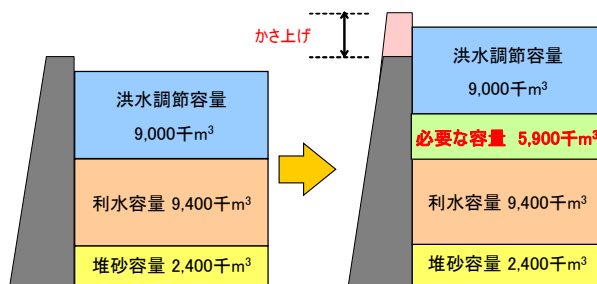 かさ上げ
洪水調節容量
9,000千m³
利水容量 9,400千m³
堆砂容量 2,400千m³
洪水調節容量
9,000千m³
必要な容量 5,900千m³
利水容量 9,400千m³
堆砂容量 2,400千m³